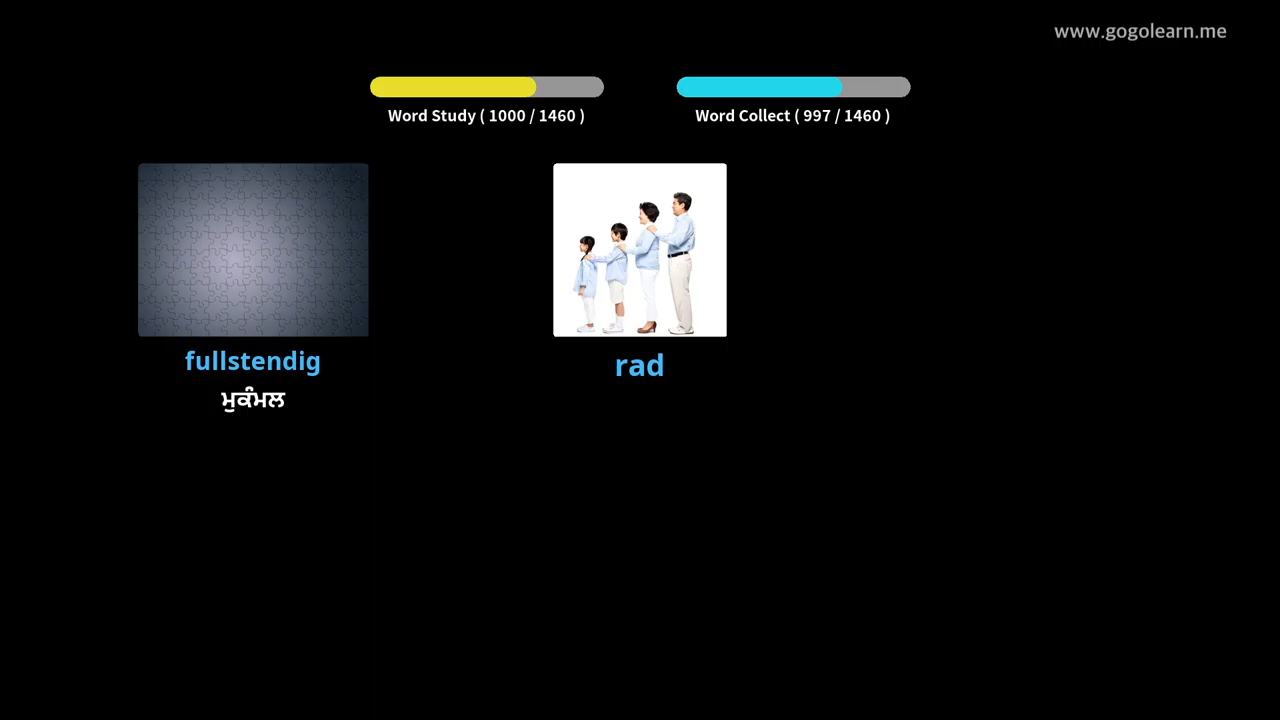 www.gogolearn.me
Word Study ( 1000 / 1460 )
Word Collect ( 997 / 1460 )
fullstendig
ਮੁਕੰਮਲ
rad